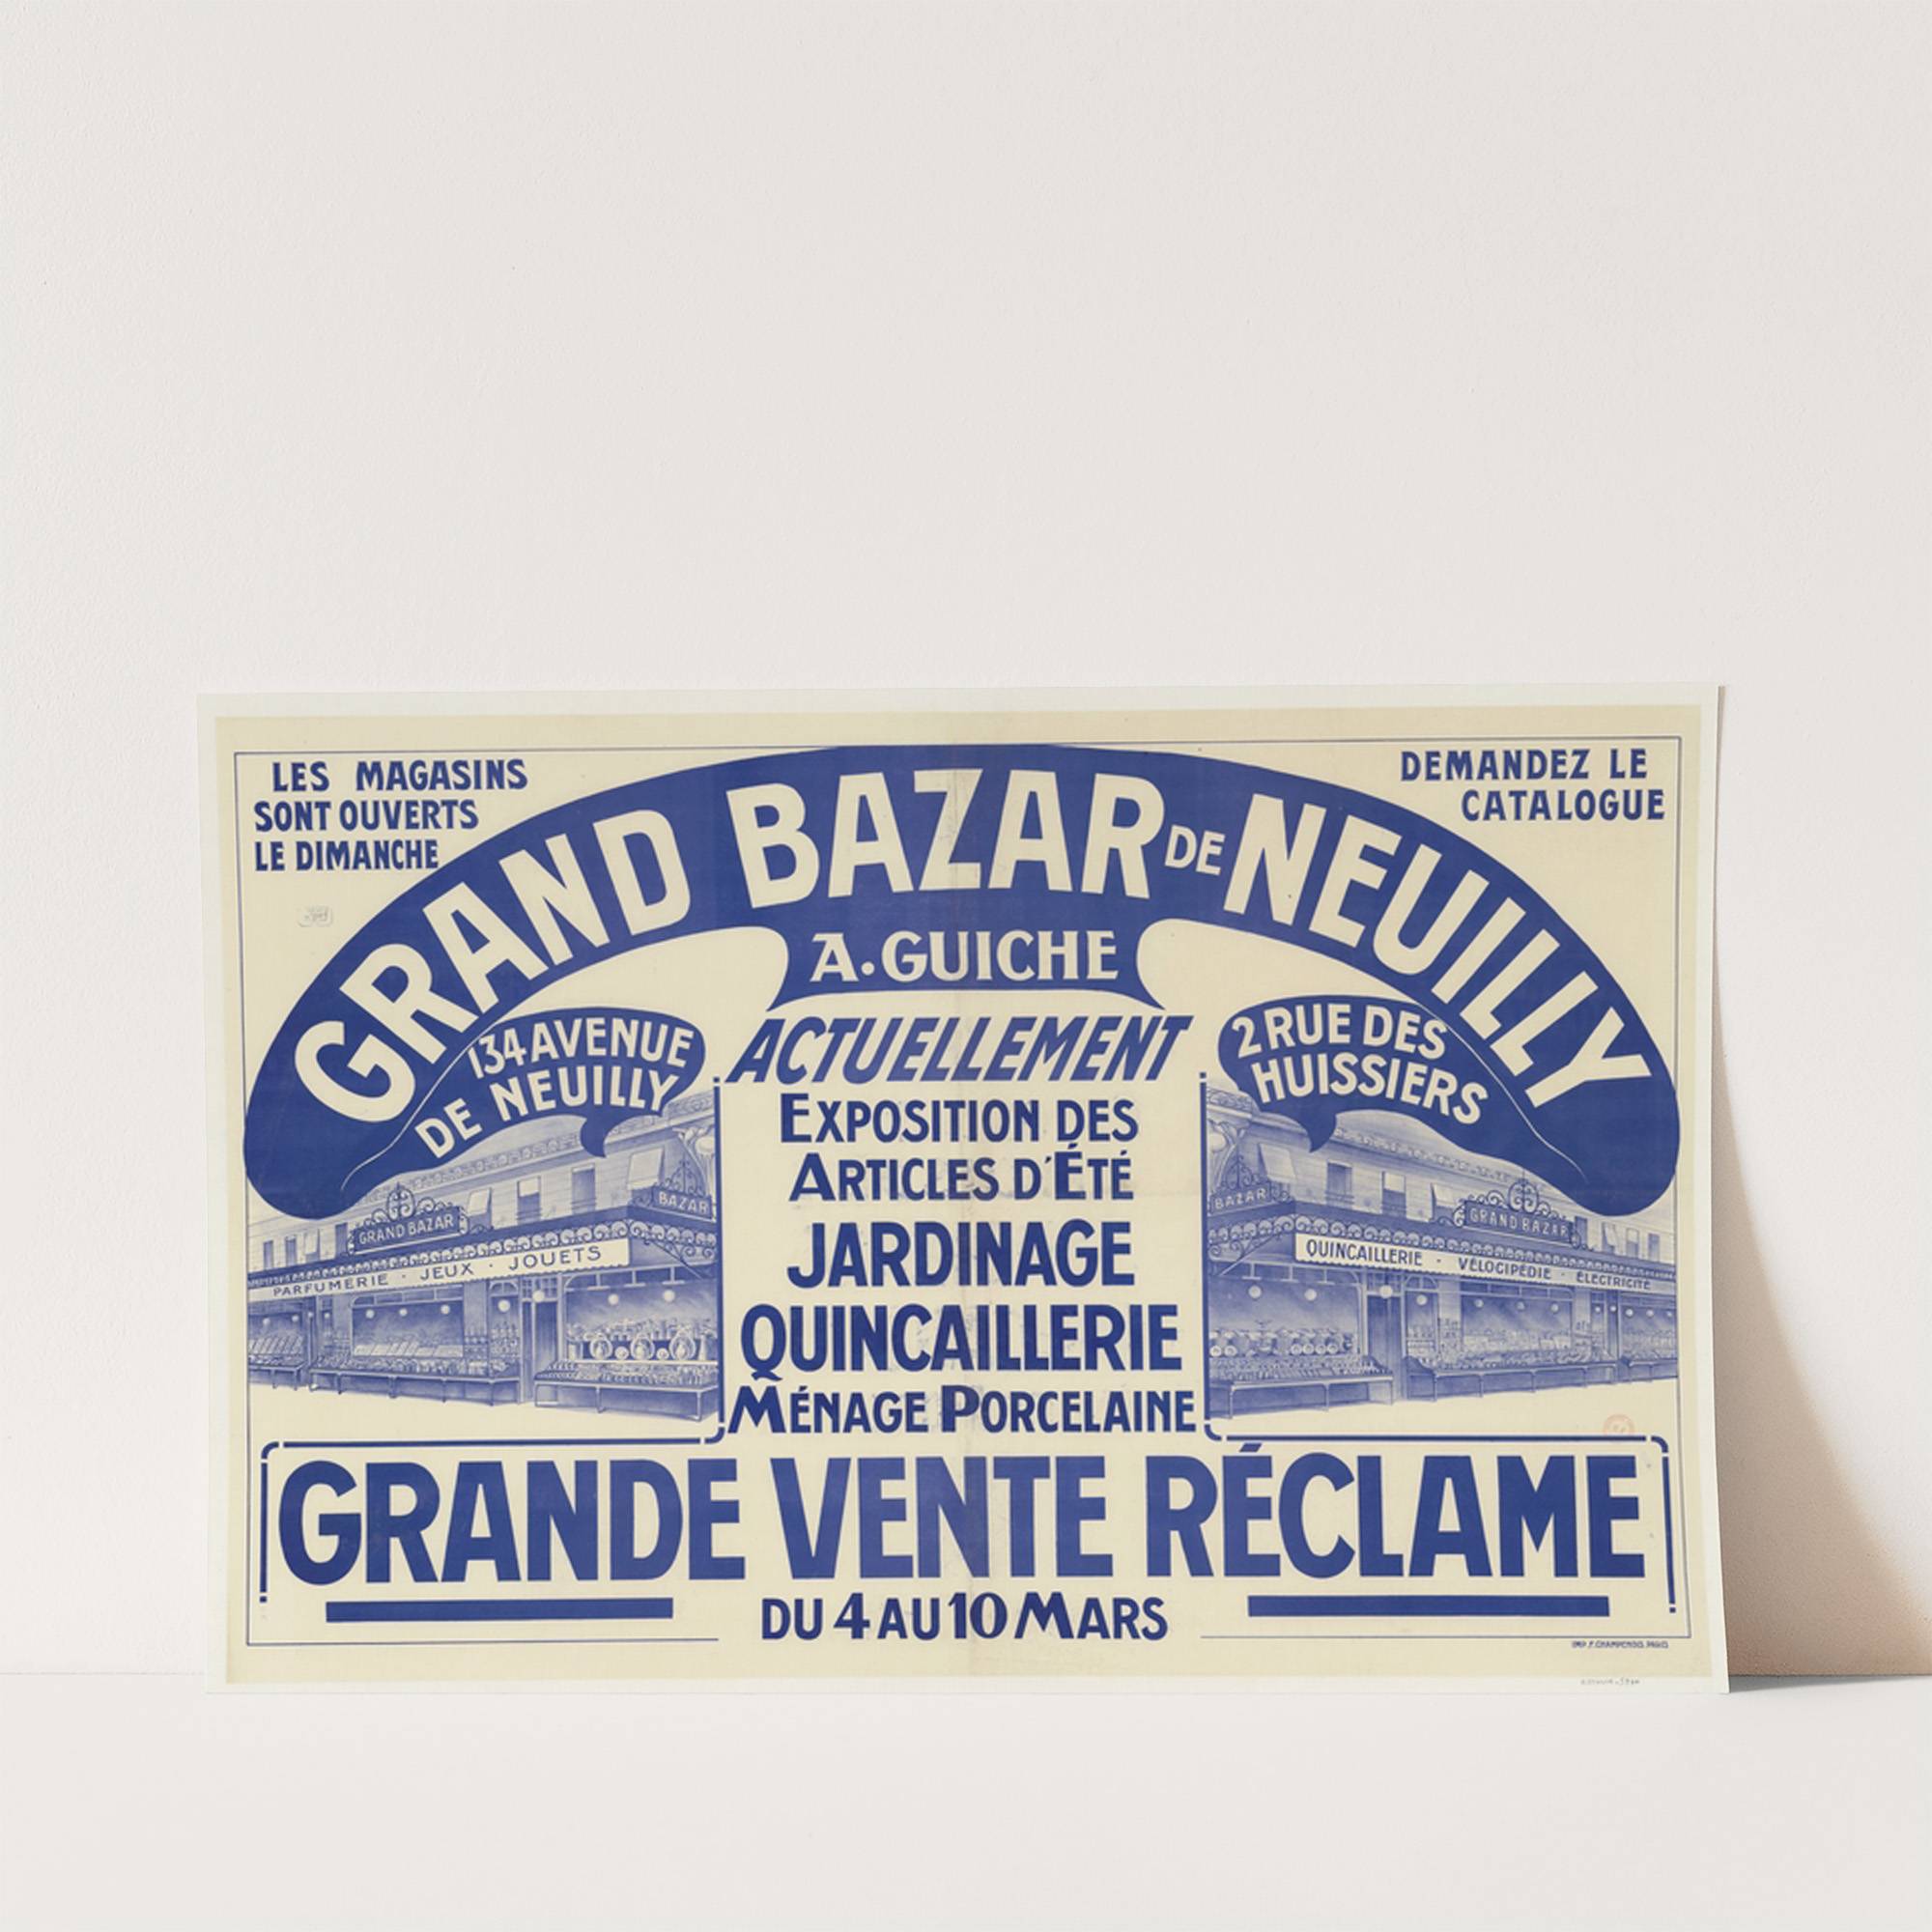 LES MAGASINS
SONT OUVERTS
LE DIMANCHE
DEMANDEZ LE
CATALOGUE
GRAND BAZAR DE NEUILLY
A. GUICHE
134 AVENUE
DE NEUILLY
2 RUE DES
HUISSIERS
ACTUELLEMENT
EXPOSITION DES
ARTICLES D'ÉTÉ
JARDINAGE
QUINCAILLERIE
MÉNAGE PORCELAINE
GRAND BAZAR
BAZAR
PARFUMERIE · JEUX · JOUETS
BAZAR
GRAND BAZAR
QUINCAILLERIE · VÉLOCIPÉDIE · ÉLECTRICITÉ
GRANDE VENTE RÉCLAME
DU 4 AU 10 MARS